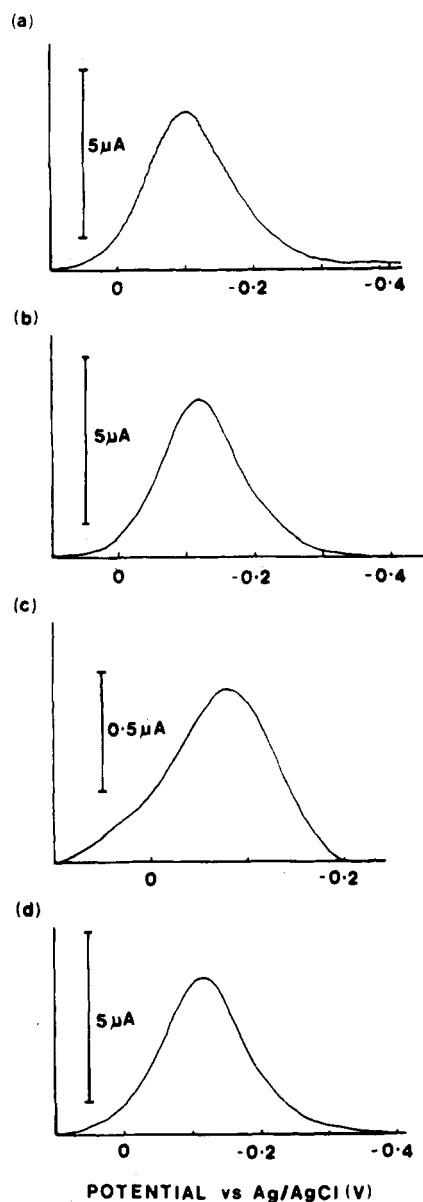 (a)
5μA
0 -0·2 -0·4
(b)
5μA
0 -0·2 -0·4
(c)
0·5μA
0 -0·2
(d)
5μA
0 -0·2 -0·4
POTENTIAL vs Ag/AgCl (V)